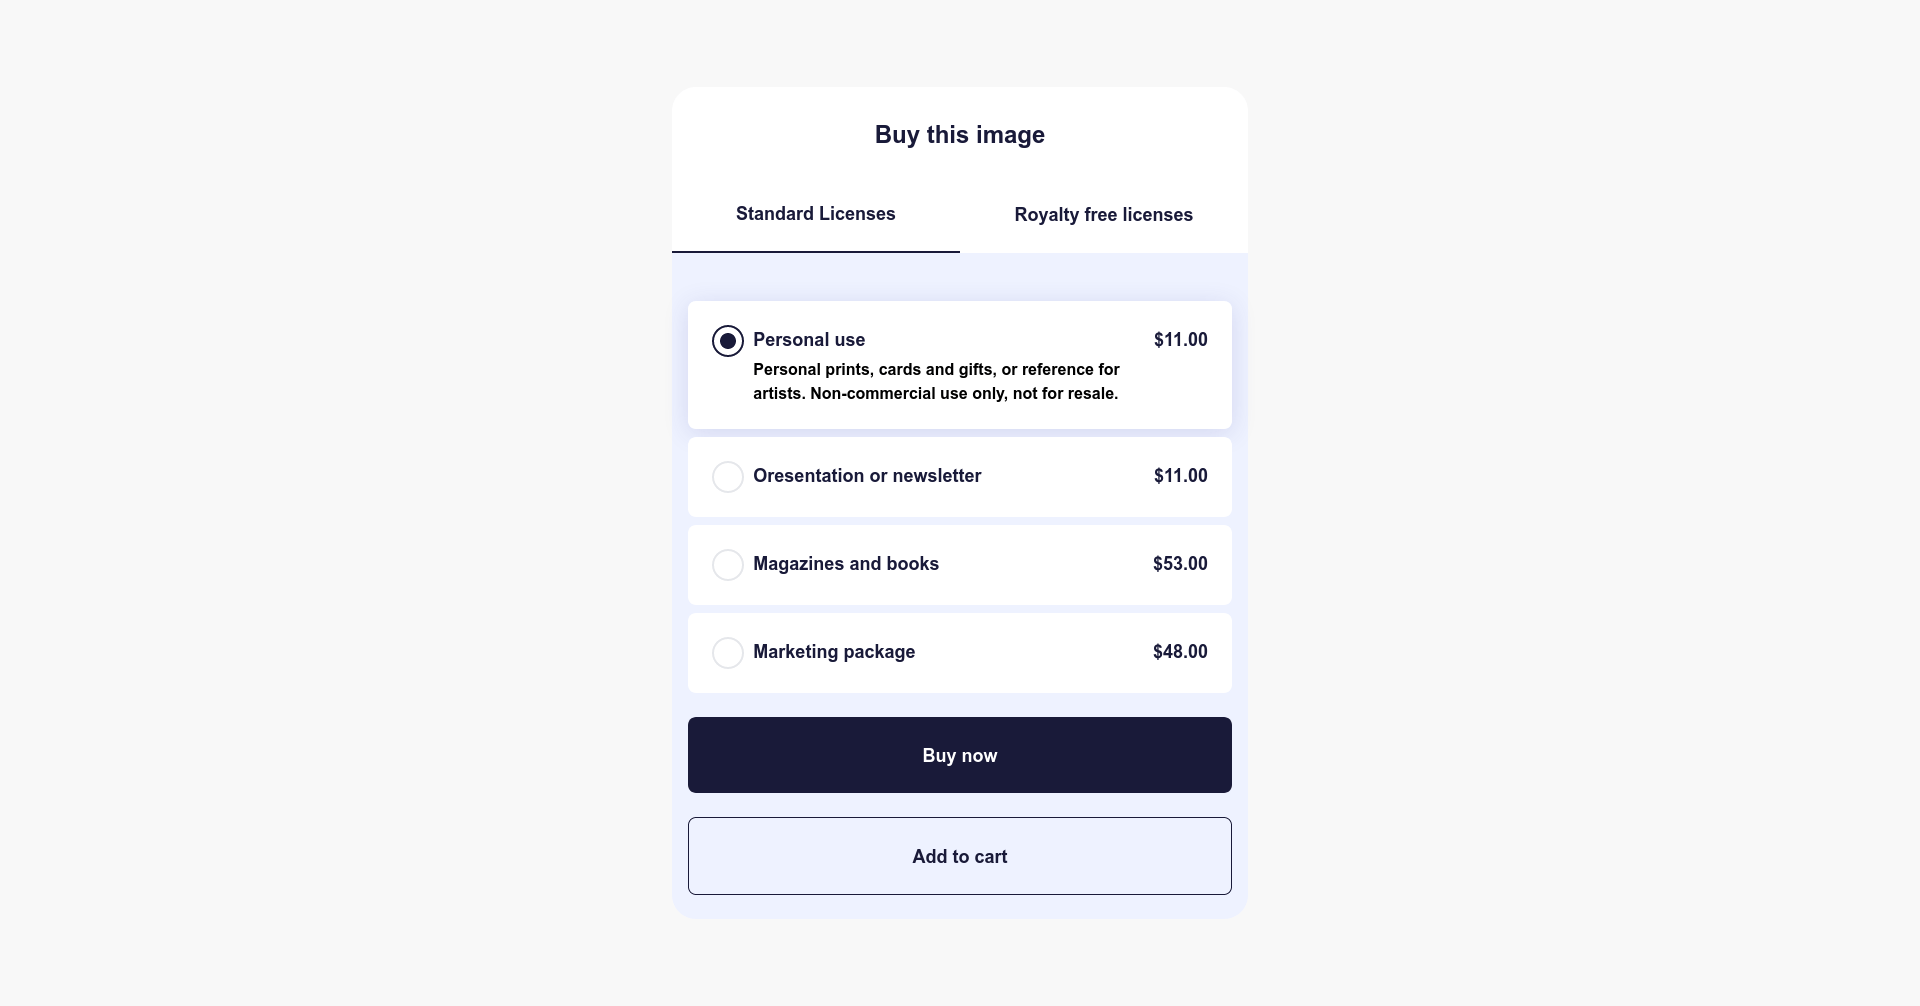 Buy this image
Standard Licenses
Royalty free licenses
Personal use
$11.00
Personal prints, cards and gifts, or reference for
artists. Non-commercial use only, not for resale.
Oresentation or newsletter
$11.00
Magazines and books
$53.00
Marketing package
$48.00
Buy now
Add to cart